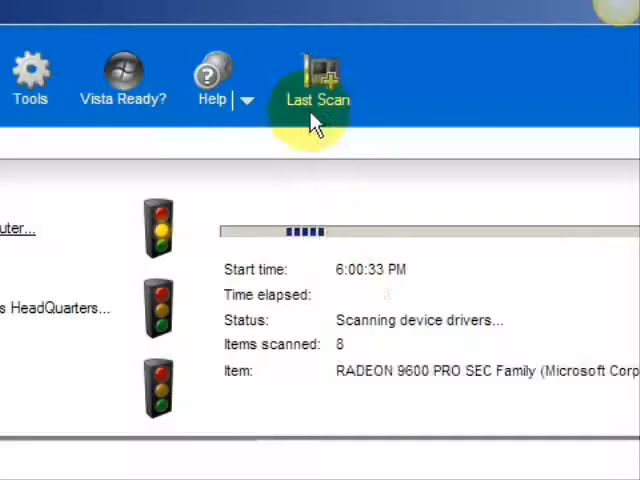 Tools Vista Ready? Help Last Scan
uter...
Start time: 6:00:33 PM
Time elapsed:
s HeadQuarters...
Status: Scanning device drivers...
Items scanned: 8
Item: RADEON 9600 PRO SEC Family (Microsoft Corp